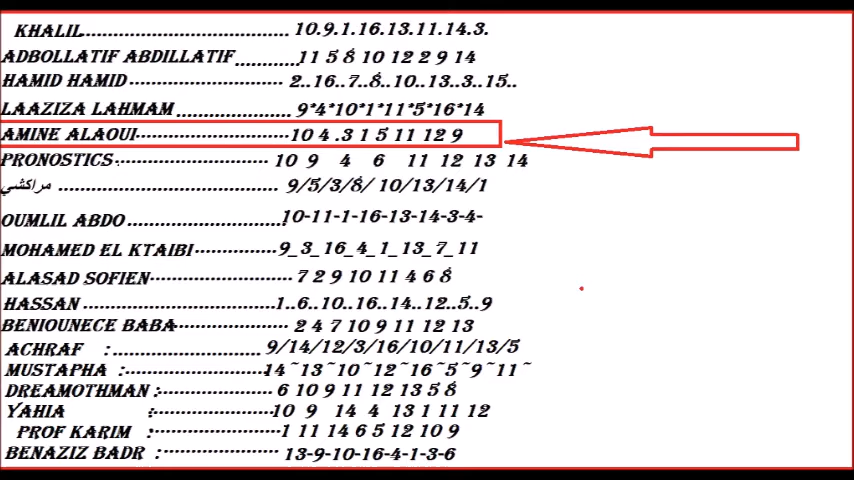 KHALIL.......................................... 10.9.1.16.13.11.14.3.
ADBOLLATIF ABDILLATIF ............ 11 5 8 10 12 2 9 14
HAMID HAMID .............................. 2..16..7..8..10..13..3..15..
LAAZIZA LAHMAM ...................... 9*4*10*1*11*5*16*14
AMINE ALAOUI.............................. 10 4 .3 1 5 11 12 9
PRONOSTICS .............................. 10 9 4 6 11 12 13 14
مراكشي .......................................... 9/5/3/8/ 10/13/14/1
OUMLIL ABDO .............................. 10-11-1-16-13-14-3-4-
MOHAMED EL KTAIBI ................ 9_3_16_4_1_13_7_11
ALASAD SOFIEN .......................... 7 2 9 10 11 4 6 8
HASSAN ...................................... 1..6..10..16..14..12..5..9
BENIOUNECE BABA .................... 2 4 7 10 9 11 12 13
ACHRAF : .............................. 9/14/12/3/16/10/11/13/5
MUSTAPHA : .............................. 14~13~10~12~16~5~9~11~
DREAMOTHMAN : ...................... 6 10 9 11 12 13 5 8
YAHIA : ...................... 10 9 14 4 13 1 11 12
PROF KARIM : ...................... 1 11 14 6 5 12 10 9
BENAZIZ BADR : ...................... 13-9-10-16-4-1-3-6